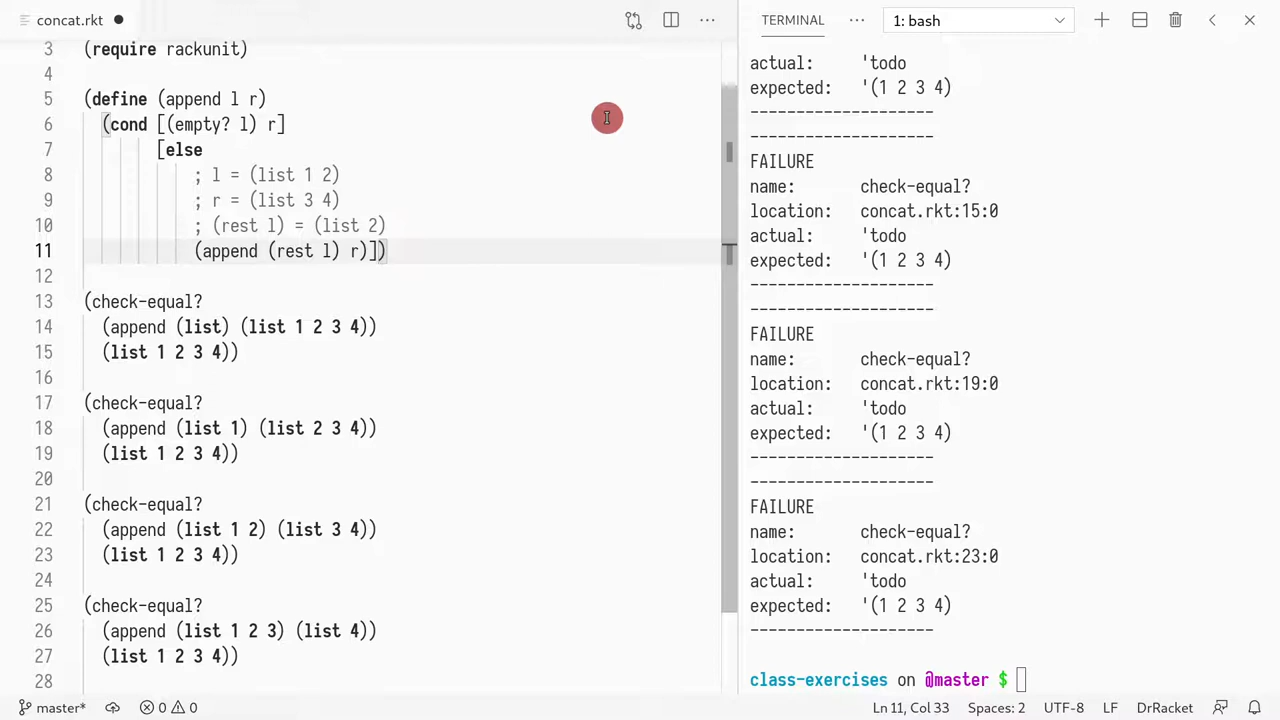 concat.rkt
TERMINAL
1: bash
3 (require rackunit)
4
5 (define (append l r)
6 (cond [(empty? l) r]
7 [else
8 ; l = (list 1 2)
9 ; r = (list 3 4)
10 ; (rest l) = (list 2)
11 (append (rest l) r)])
12
13 (check-equal?
14 (append (list) (list 1 2 3 4))
15 (list 1 2 3 4))
16
17 (check-equal?
18 (append (list 1) (list 2 3 4))
19 (list 1 2 3 4))
20
21 (check-equal?
22 (append (list 1 2) (list 3 4))
23 (list 1 2 3 4))
24
25 (check-equal?
26 (append (list 1 2 3) (list 4))
27 (list 1 2 3 4))
28
actual: 'todo
expected: '(1 2 3 4)
--------------------
--------------------
FAILURE
name: check-equal?
location: concat.rkt:15:0
actual: 'todo
expected: '(1 2 3 4)
--------------------
--------------------
FAILURE
name: check-equal?
location: concat.rkt:19:0
actual: 'todo
expected: '(1 2 3 4)
--------------------
--------------------
FAILURE
name: check-equal?
location: concat.rkt:23:0
actual: 'todo
expected: '(1 2 3 4)
--------------------
class-exercises on @master $
master* 0 0
Ln 11, Col 33 Spaces: 2 UTF-8 LF DrRacket